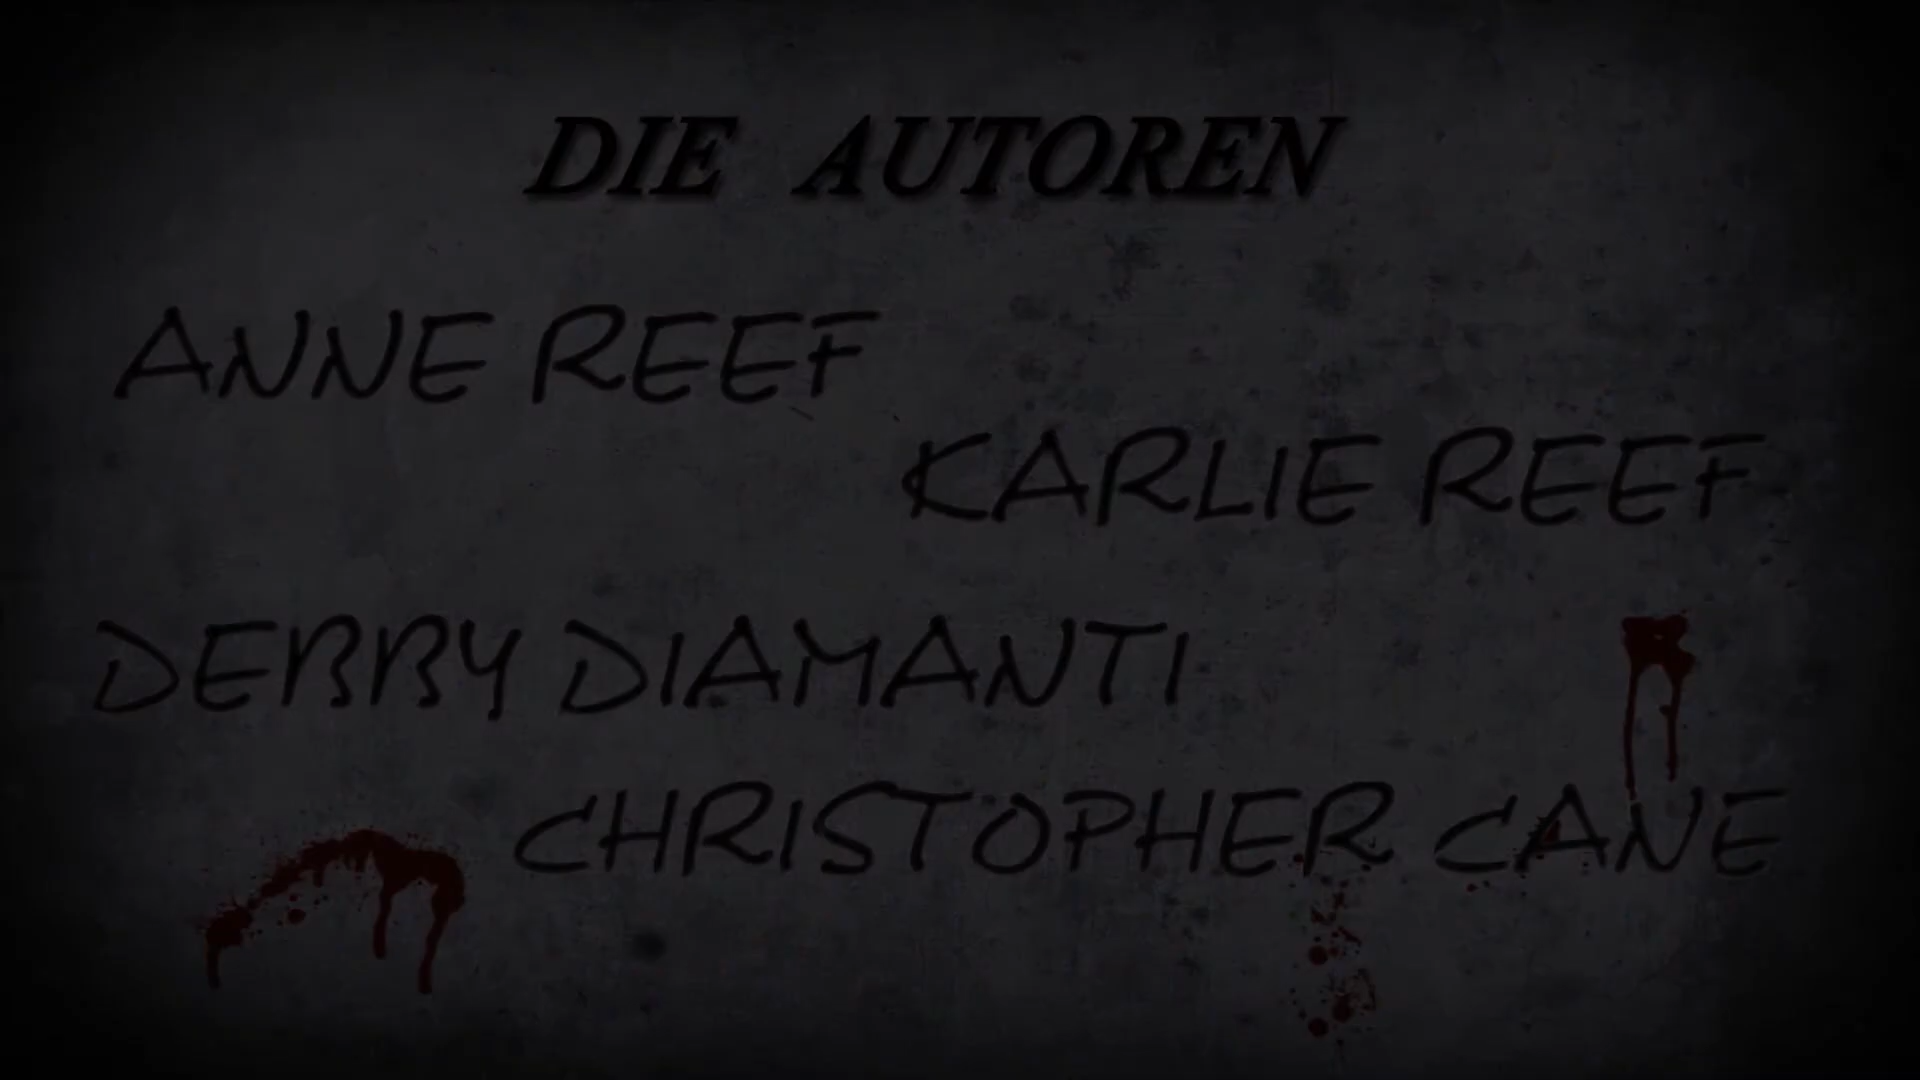 DIE AUTOREN
ANNE REEF
KARLIE REEF
DEBBY DIAMANTI
CHRISTOPHER CANE